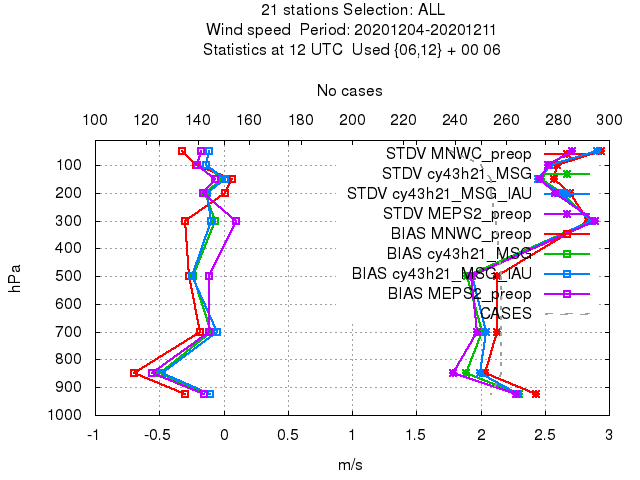 21 stations Selection: ALL
Wind speed  Period: 20201204-20201211
Statistics at 12 UTC  Used {06,12} + 00 06
No cases
100 120 140 160 180 200 220 240 260 280 300
STDV MNWC_preop
STDV cy43h21_MSG
STDV cy43h21_MSG_IAU
STDV MEPS2_preop
BIAS MNWC_preop
BIAS cy43h21_MSG
BIAS cy43h21_MSG_IAU
BIAS MEPS2_preop
CASES
hPa
100
200
300
400
500
600
700
800
900
1000
-1 -0.5 0 0.5 1 1.5 2 2.5 3
m/s